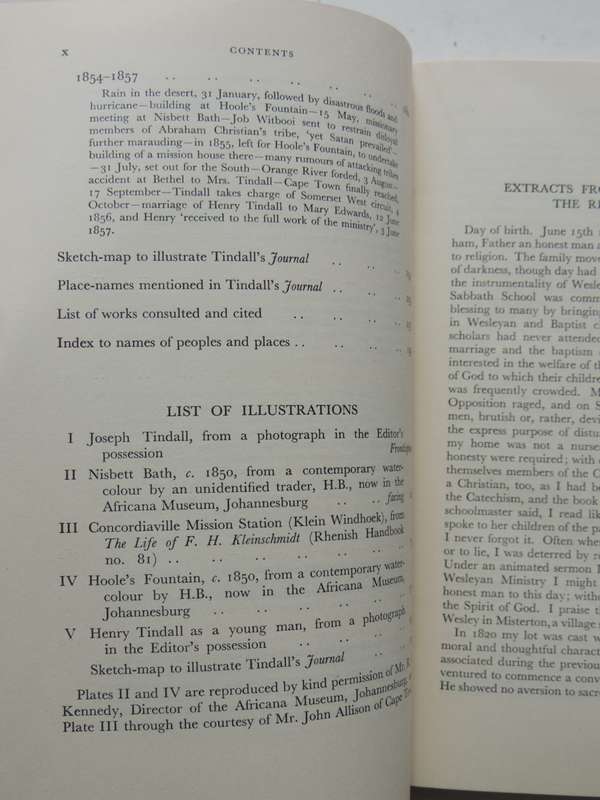 x
CONTENTS
1854–1857 .. .. .. .. .. ..
Rain in the desert, 31 January, followed by disastrous floods and
hurricane—building at Hoole's Fountain—15 May, missionary
meeting at Nisbett Bath—Job Witbooi sent to restrain disloyal
members of Abraham Christian's tribe, 'yet Satan prevailed'—
further marauding—in 1855, left for Hoole's Fountain, to undertake
building of a mission house there—many rumours of attacking tribes
—31 July, set out for the South—Orange River forded, 3 August—
accident at Bethel to Mrs. Tindall—Cape Town finally reached,
17 September—Tindall takes charge of Somerset West circuit, 4
October—marriage of Henry Tindall to Mary Edwards, 12 June
1856, and Henry 'received to the full work of the ministry', 3 June
1857.
Sketch-map to illustrate Tindall's Journal .. .. ..
Place-names mentioned in Tindall's Journal .. .. ..
List of works consulted and cited .. .. .. ..
Index to names of peoples and places .. .. .. ..
LIST OF ILLUSTRATIONS
I Joseph Tindall, from a photograph in the Editor's
possession
II Nisbett Bath, c. 1850, from a contemporary water-
colour by an unidentified trader, H.B., now in the
Africana Museum, Johannesburg .. .. facing
III Concordiaville Mission Station (Klein Windhoek), from
The Life of F. H. Kleinschmidt (Rhenish Handbook
no. 81) .. .. .. .. .. ..
IV Hoole's Fountain, c. 1850, from a contemporary water-
colour by H.B., now in the Africana Museum,
Johannesburg .. .. .. .. ..
V Henry Tindall as a young man, from a photograph
in the Editor's possession .. .. ..
Sketch-map to illustrate Tindall's Journal .. ..
Plates II and IV are reproduced by kind permission of Mr. R.
Kennedy, Director of the Africana Museum, Johannesburg,
Plate III through the courtesy of Mr. John Allison of Cape
EXTRACTS
THE
Day of birth. June 15th
ham, Father an honest man
to religion. The family
of darkness, though day had
the instrumentality of
Sabbath School was
blessing to many by bringing
in Wesleyan and Baptist
scholars had never attended
marriage and the baptism
interested in the welfare of
of God to which their
was frequently crowded.
Opposition raged, and on
men, brutish or, rather,
the express purpose of
my home was not a
honesty were required; with
themselves members of the
a Christian, too, as I had
the Catechism, and the book
schoolmaster said, I read
spoke to her children of the
I never forgot it. Often
or to lie, I was deterred by
Under an animated sermon
Wesleyan Ministry I might
honest man to this day;
the Spirit of God. I praise
Wesley in Misterton, a village
In 1820 my lot was cast
moral and thoughtful
associated during the
ventured to commence a
He showed no aversion to